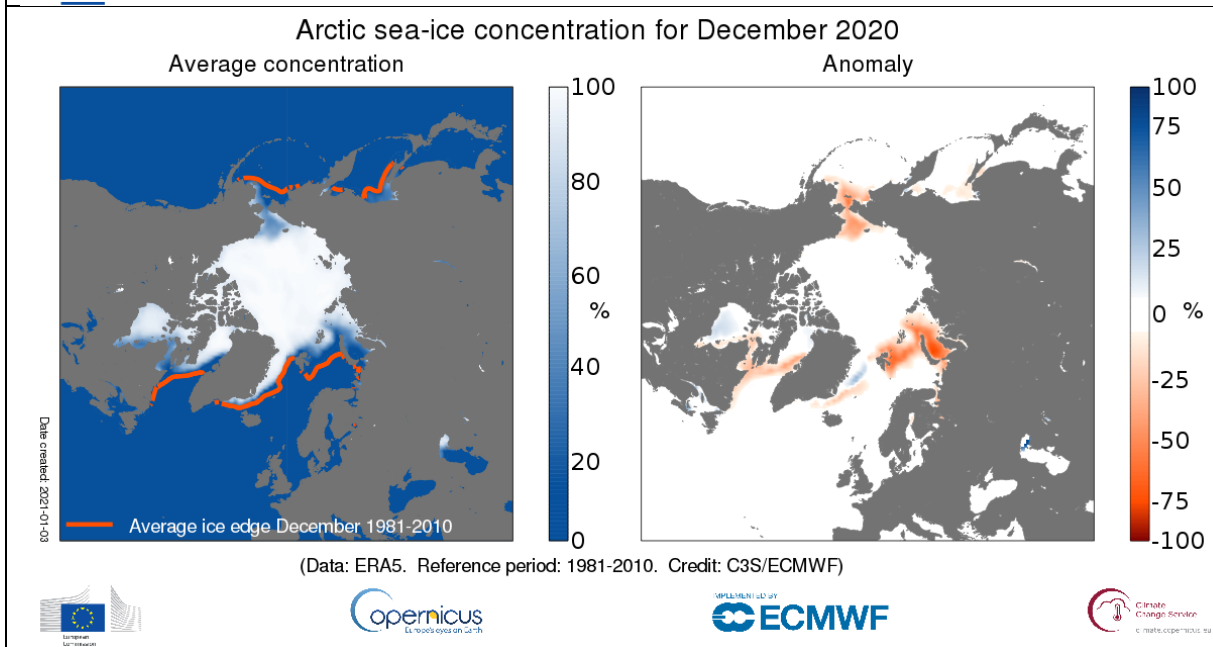 Arctic sea-ice concentration for December 2020
Average concentration
Anomaly
100
80
60
%
40
20
0
100
75
50
25
0
%
-25
-50
-75
-100
Date created: 2021-01-03
Average ice edge December 1981-2010
(Data: ERA5. Reference period: 1981-2010. Credit: C3S/ECMWF)
European
Commission
Copernicus
Europe's eyes on Earth
IMPLEMENTED BY
ECMWF
Climate
Change Service
climate.copernicus.eu